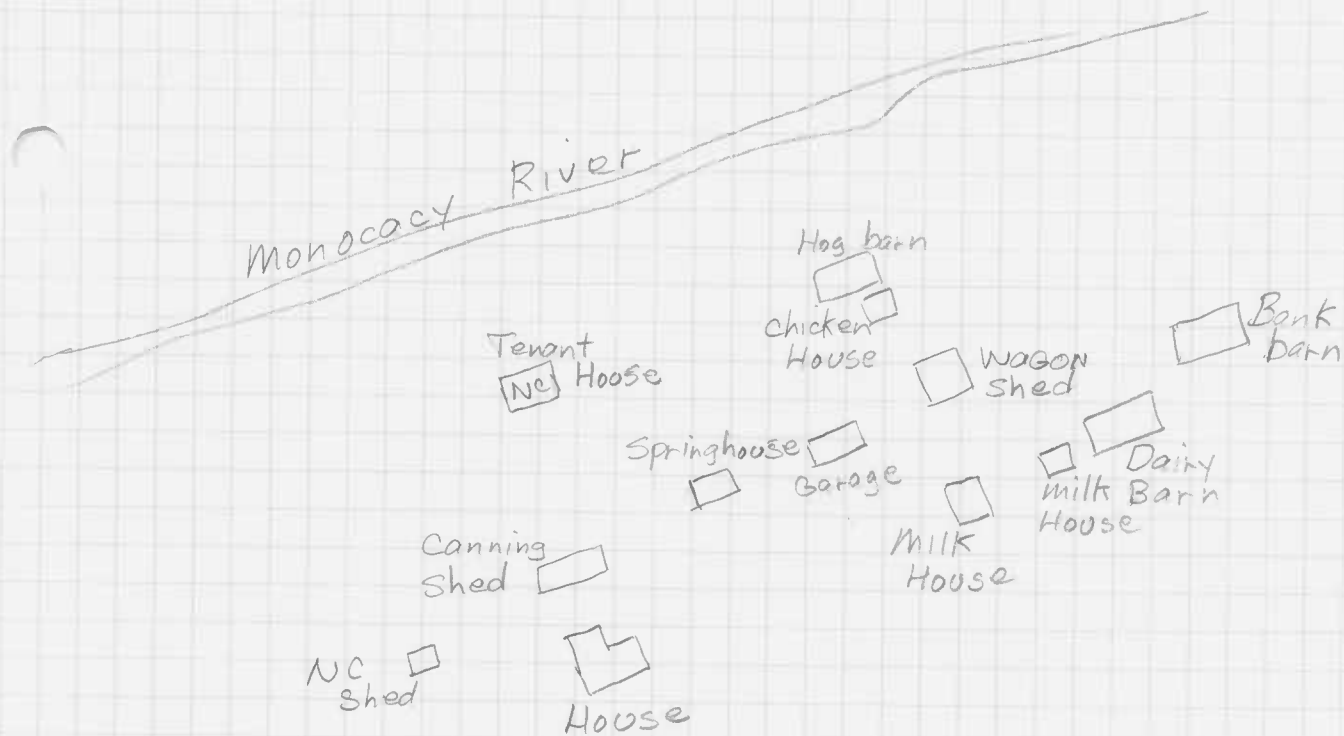 Monocacy River
Hog barn
Chicken
House
Bank
barn
Tenant
Hoose
NC
WAGON
Shed
Springhouse
Garage
Dairy
Barn
Milk
House
Milk
House
Canning
Shed
NC
Shed
House